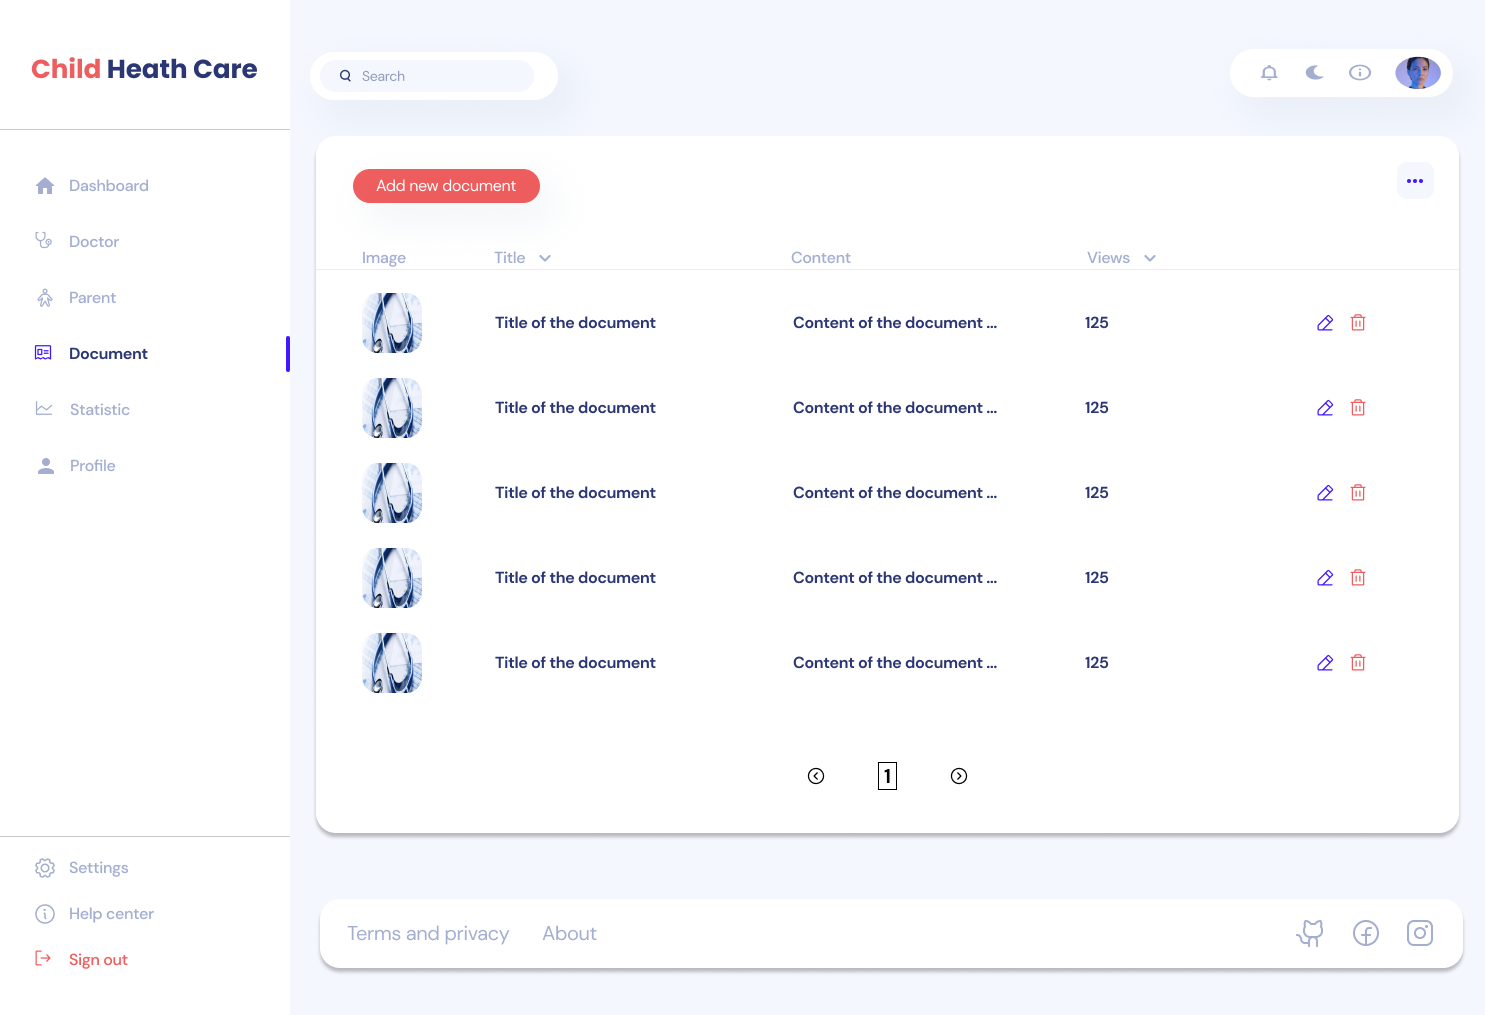 Child Heath Care
Search
Dashboard
Doctor
Parent
Document
Statistic
Profile
Settings
Help center
Sign out
Add new document
Image Title Content Views
Title of the document Content of the document ... 125
Title of the document Content of the document ... 125
Title of the document Content of the document ... 125
Title of the document Content of the document ... 125
Title of the document Content of the document ... 125
1
Terms and privacy About